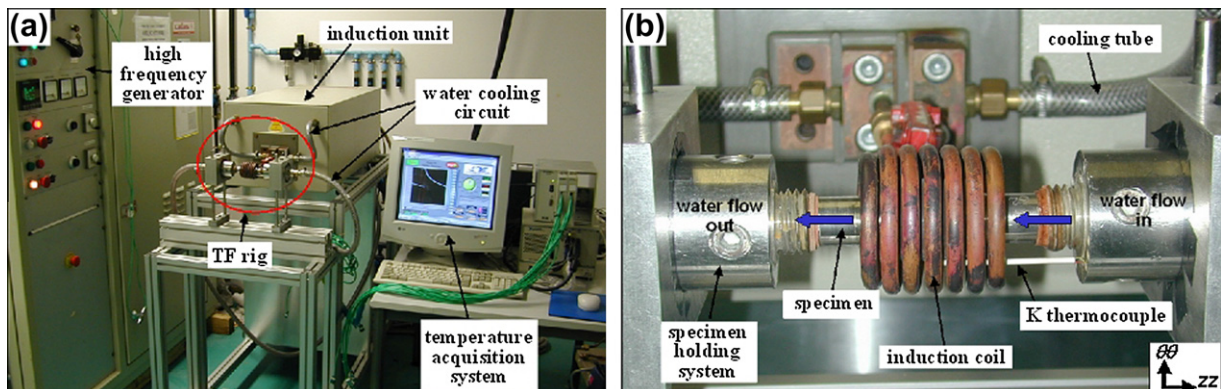 (a)
high
frequency
generator
induction unit
water cooling
circuit
TF rig
temperature
acquisition
system
(b)
cooling tube
water flow
out
water flow
in
specimen
K thermocouple
specimen
holding
system
induction coil
θθ
zz